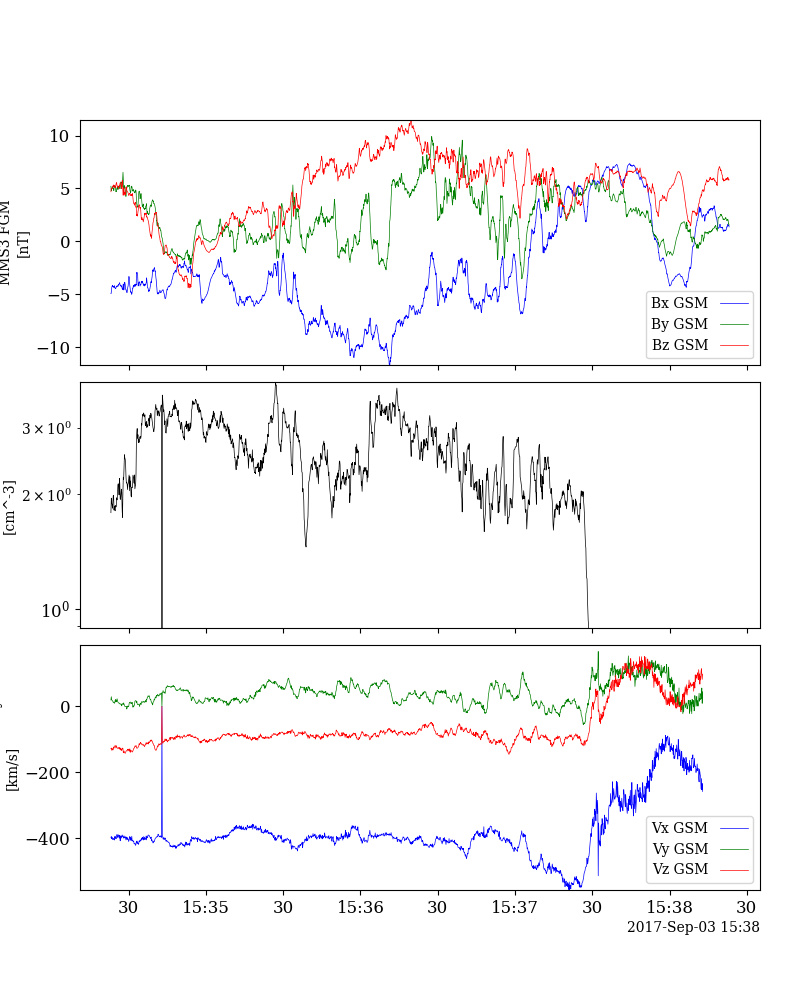 10
5
0
−5
−10
MMS3 FGM
[nT]
Bx GSM
By GSM
Bz GSM
3 × 10⁰
2 × 10⁰
10⁰
[cm^-3]
0
−200
−400
[km/s]
Vx GSM
Vy GSM
Vz GSM
30 15:35 30 15:36 30 15:37 30 15:38 30
2017-Sep-03 15:38